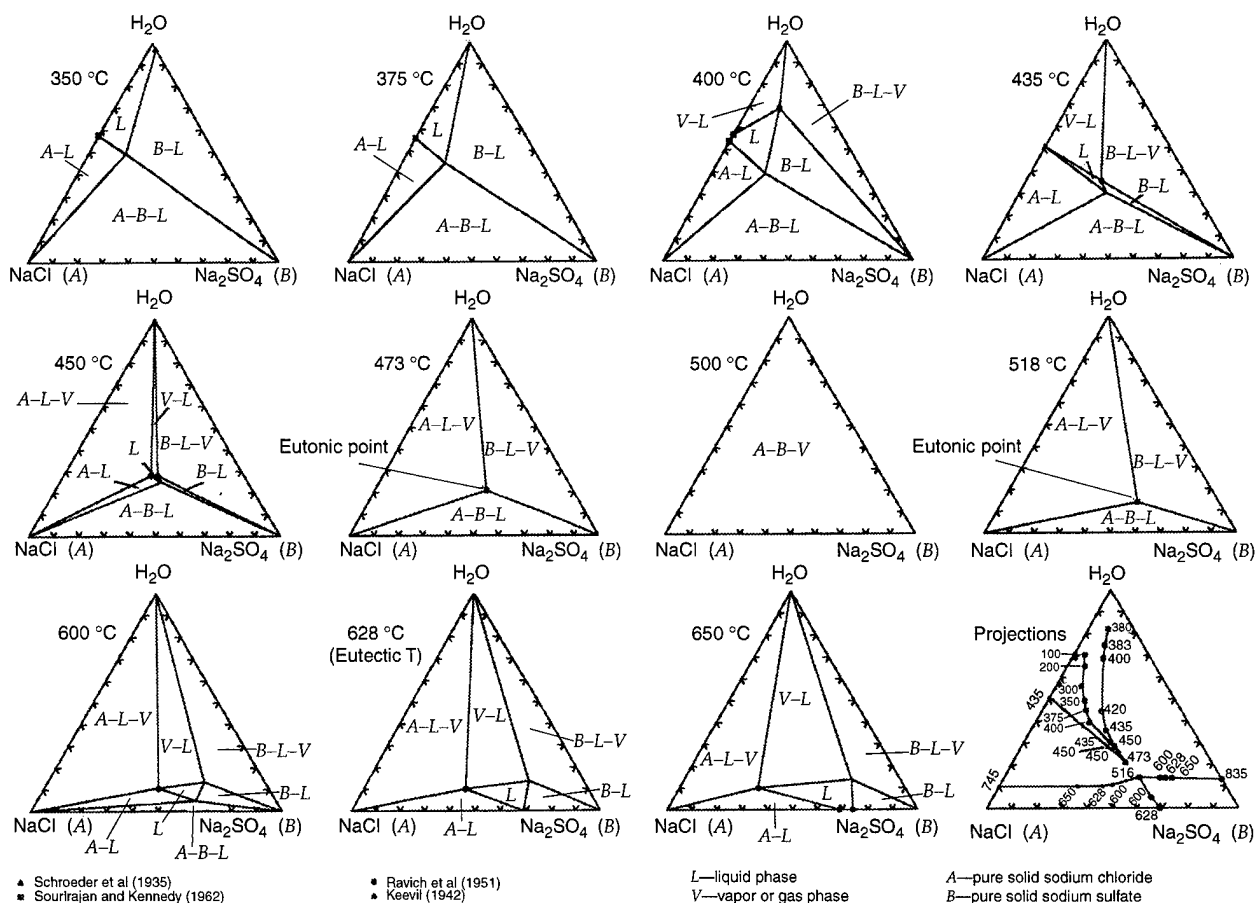 H2O
H2O
H2O
H2O
350 °C
375 °C
400 °C
435 °C
L
A–L
B–L
A–B–L
L
A–L
B–L
A–B–L
V–L
B–L–V
L
A–L
B–L
A–B–L
V–L
L
B–L–V
A–L
B–L
A–B–L
NaCl (A)
Na2SO4 (B)
NaCl (A)
Na2SO4 (B)
NaCl (A)
Na2SO4 (B)
NaCl (A)
Na2SO4 (B)
H2O
H2O
H2O
H2O
450 °C
473 °C
500 °C
518 °C
A–L–V
V–L
L
B–L–V
A–L
B–L
A–B–L
A–L–V
B–L–V
Eutonic point
A–B–L
A–B–V
A–L–V
B–L–V
Eutonic point
A–B–L
NaCl (A)
Na2SO4 (B)
NaCl (A)
Na2SO4 (B)
NaCl (A)
Na2SO4 (B)
NaCl (A)
Na2SO4 (B)
H2O
H2O
H2O
H2O
600 °C
628 °C
(Eutectic T)
650 °C
Projections
A–L–V
V–L
B–L–V
B–L
A–L
L
A–B–L
A–L–V
V–L
B–L–V
L
B–L
A–L
V–L
A–L–V
B–L–V
L
B–L
A–L
380
383
400
100
200
300
350
375
400
435
420
435
450
435
450
450
473
516
600
628
650
835
745
650
628
600
600
628
NaCl (A)
Na2SO4 (B)
NaCl (A)
Na2SO4 (B)
NaCl (A)
Na2SO4 (B)
NaCl (A)
Na2SO4 (B)
Schroeder et al (1935)
Sourirajan and Kennedy (1962)
Ravich et al (1951)
Keevil (1942)
L—liquid phase
V—vapor or gas phase
A—pure solid sodium chloride
B—pure solid sodium sulfate